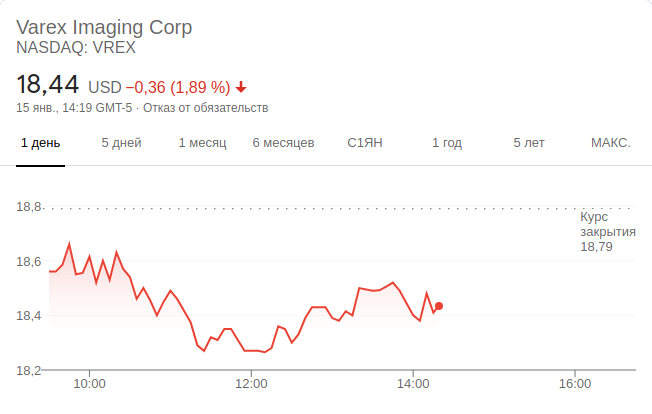 Varex Imaging Corp
NASDAQ: VREX
18,44 USD −0,36 (1,89 %)
15 янв., 14:19 GMT-5 · Отказ от обязательств
1 день 5 дней 1 месяц 6 месяцев С1ЯН 1 год 5 лет МАКС.
18,8
Курс
закрытия
18,79
18,6
18,4
18,2
10:00 12:00 14:00 16:00